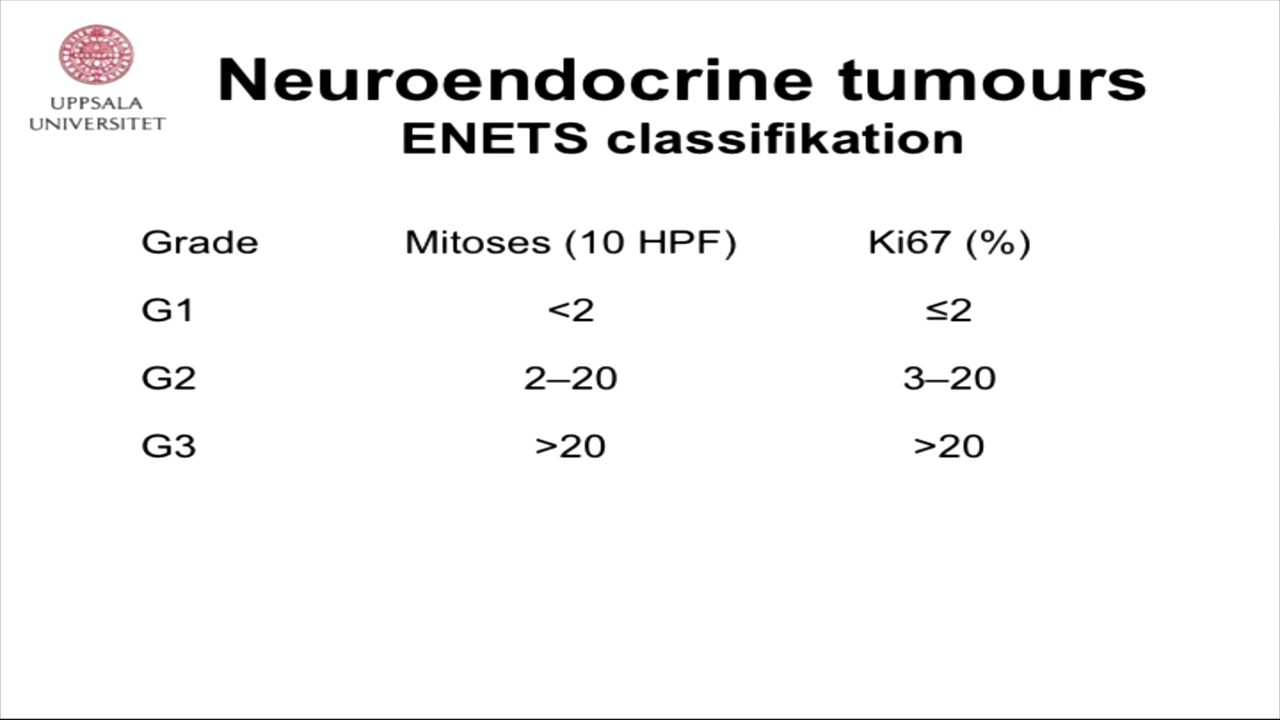 UPPSALA
UNIVERSITET
Neuroendocrine tumours
ENETS classifikation
Grade Mitoses (10 HPF) Ki67 (%)
G1 <2 ≤2
G2 2–20 3–20
G3 >20 >20